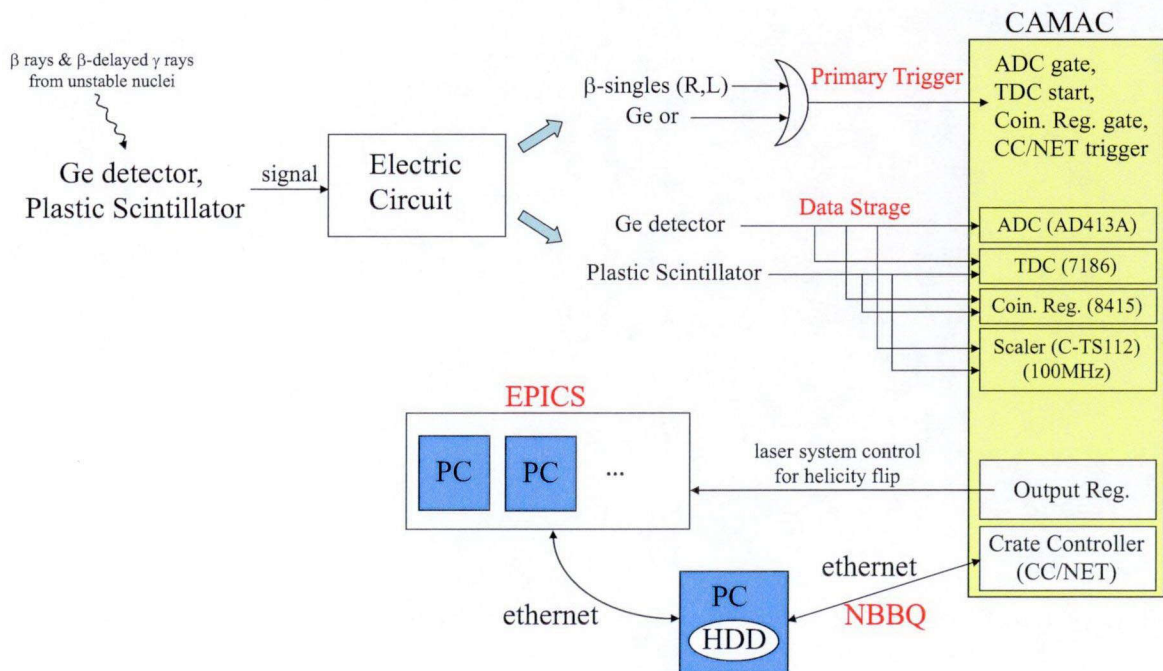 CAMAC
β rays & β-delayed γ rays
from unstable nuclei
Ge detector,
Plastic Scintillator
signal
Electric
Circuit
β-singles (R,L)
Ge or
Primary Trigger
ADC gate,
TDC start,
Coin. Reg. gate,
CC/NET trigger
Data Strage
Ge detector
Plastic Scintillator
ADC (AD413A)
TDC (7186)
Coin. Reg. (8415)
Scaler (C-TS112)
(100MHz)
EPICS
PC
PC
...
laser system control
for helicity flip
Output Reg.
Crate Controller
(CC/NET)
ethernet
ethernet
NBBQ
PC
HDD